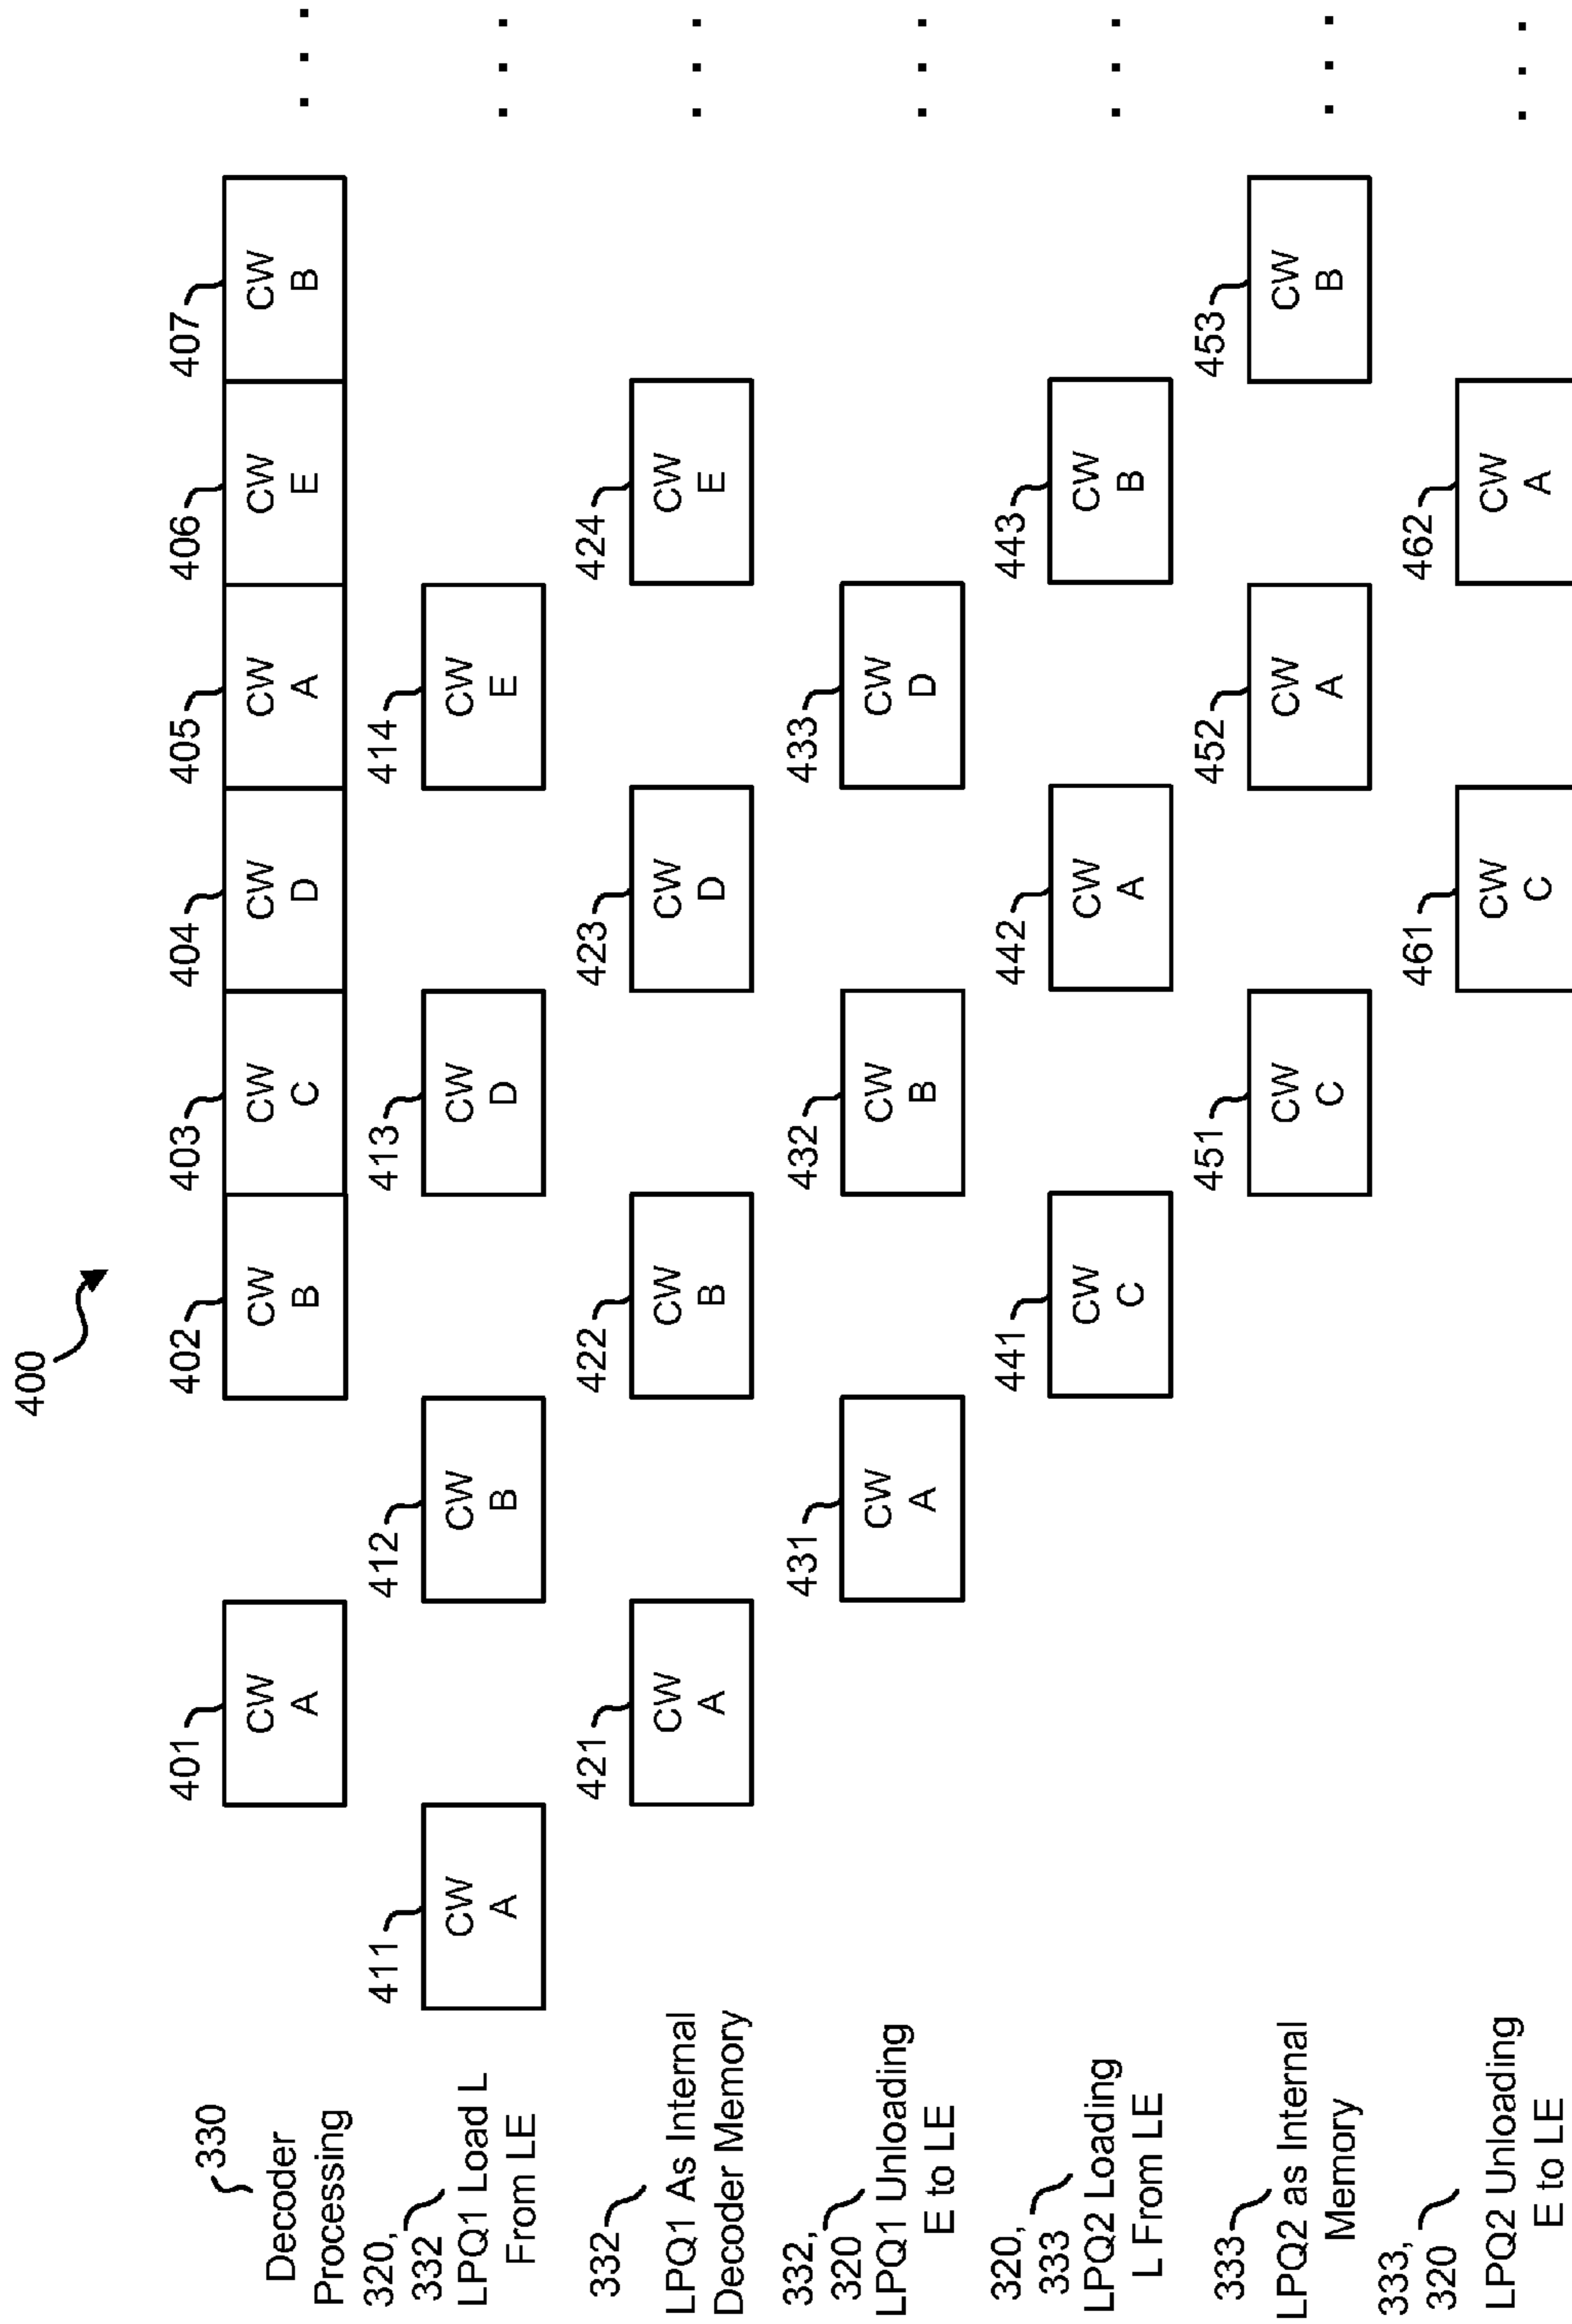 400
330
Decoder
Processing
401
CW
A
402
CW
B
403
CW
C
404
CW
D
405
CW
A
406
CW
E
407
CW
B
. . .
320,
332
LPQ1 Load L
From LE
411
CW
A
412
CW
B
413
CW
D
414
CW
E
. . .
332
LPQ1 As Internal
Decoder Memory
421
CW
A
422
CW
B
423
CW
D
424
CW
E
. . .
332,
320
LPQ1 Unloading
E to LE
431
CW
A
432
CW
B
433
CW
D
. . .
320,
333
LPQ2 Loading
L From LE
441
CW
C
442
CW
A
443
CW
B
. . .
333
LPQ2 as Internal
Memory
451
CW
C
452
CW
A
453
CW
B
. . .
333,
320
LPQ2 Unloading
E to LE
461
CW
C
462
CW
A
. . .